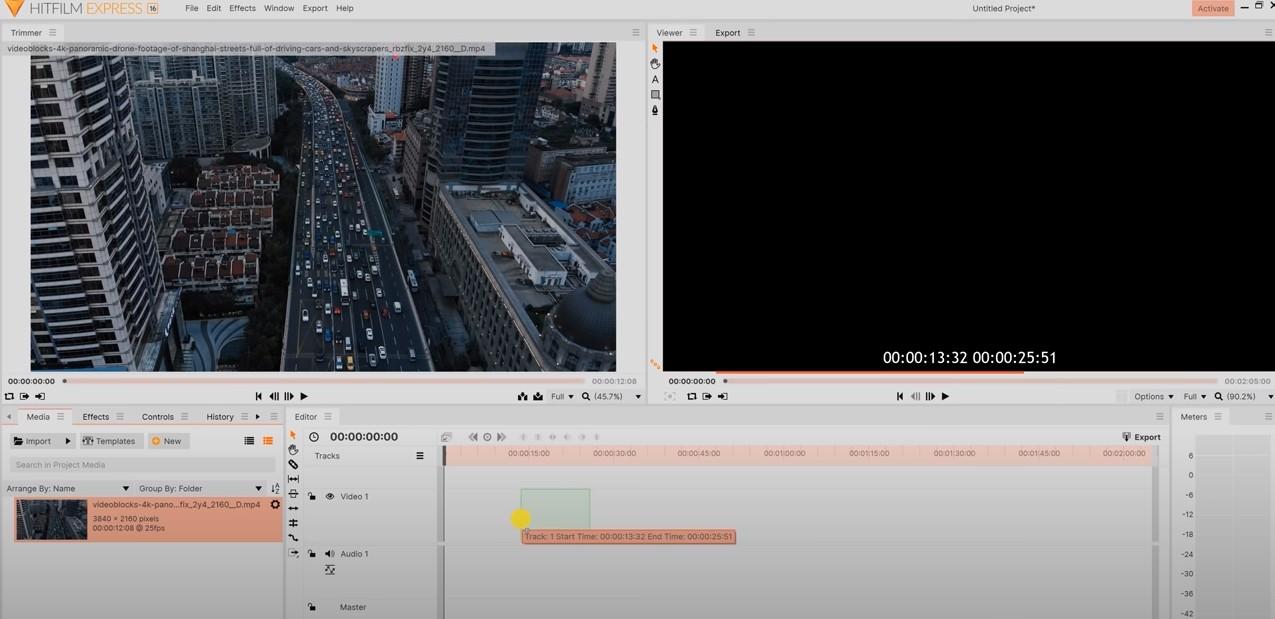 HITFILM EXPRESS 16 File Edit Effects Window Export Help Untitled Project* Activate
Trimmer
videoblocks-4k-panoramic-drone-footage-of-shanghai-streets-full-of-driving-cars-and-skyscrapers_rbzfix_2y4_2160__D.mp4
00:00:00:00 00:00:12:08
Full (45.7%)
Viewer Export
A
00:00:13:32 00:00:25:51
00:00:00:00 00:02:05:00
Options Full (90.2%)
Media Effects Controls History
Import Templates New
Search in Project Media
Arrange By: Name Group By: Folder
videoblocks-4k-pano...fix_2y4_2160__D.mp4
3840 × 2160 pixels
00:00:12:08 @ 25fps
Editor
00:00:00:00 Export
Tracks 00:00:15:00 00:00:30:00 00:00:45:00 00:01:00:00 00:01:15:00 00:01:30:00 00:01:45:00 00:02:00:00
Video 1
Track: 1 Start Time: 00:00:13:32 End Time: 00:00:25:51
Audio 1
Master
Meters
6
0
-6
-12
-18
-24
-30
-36
-42